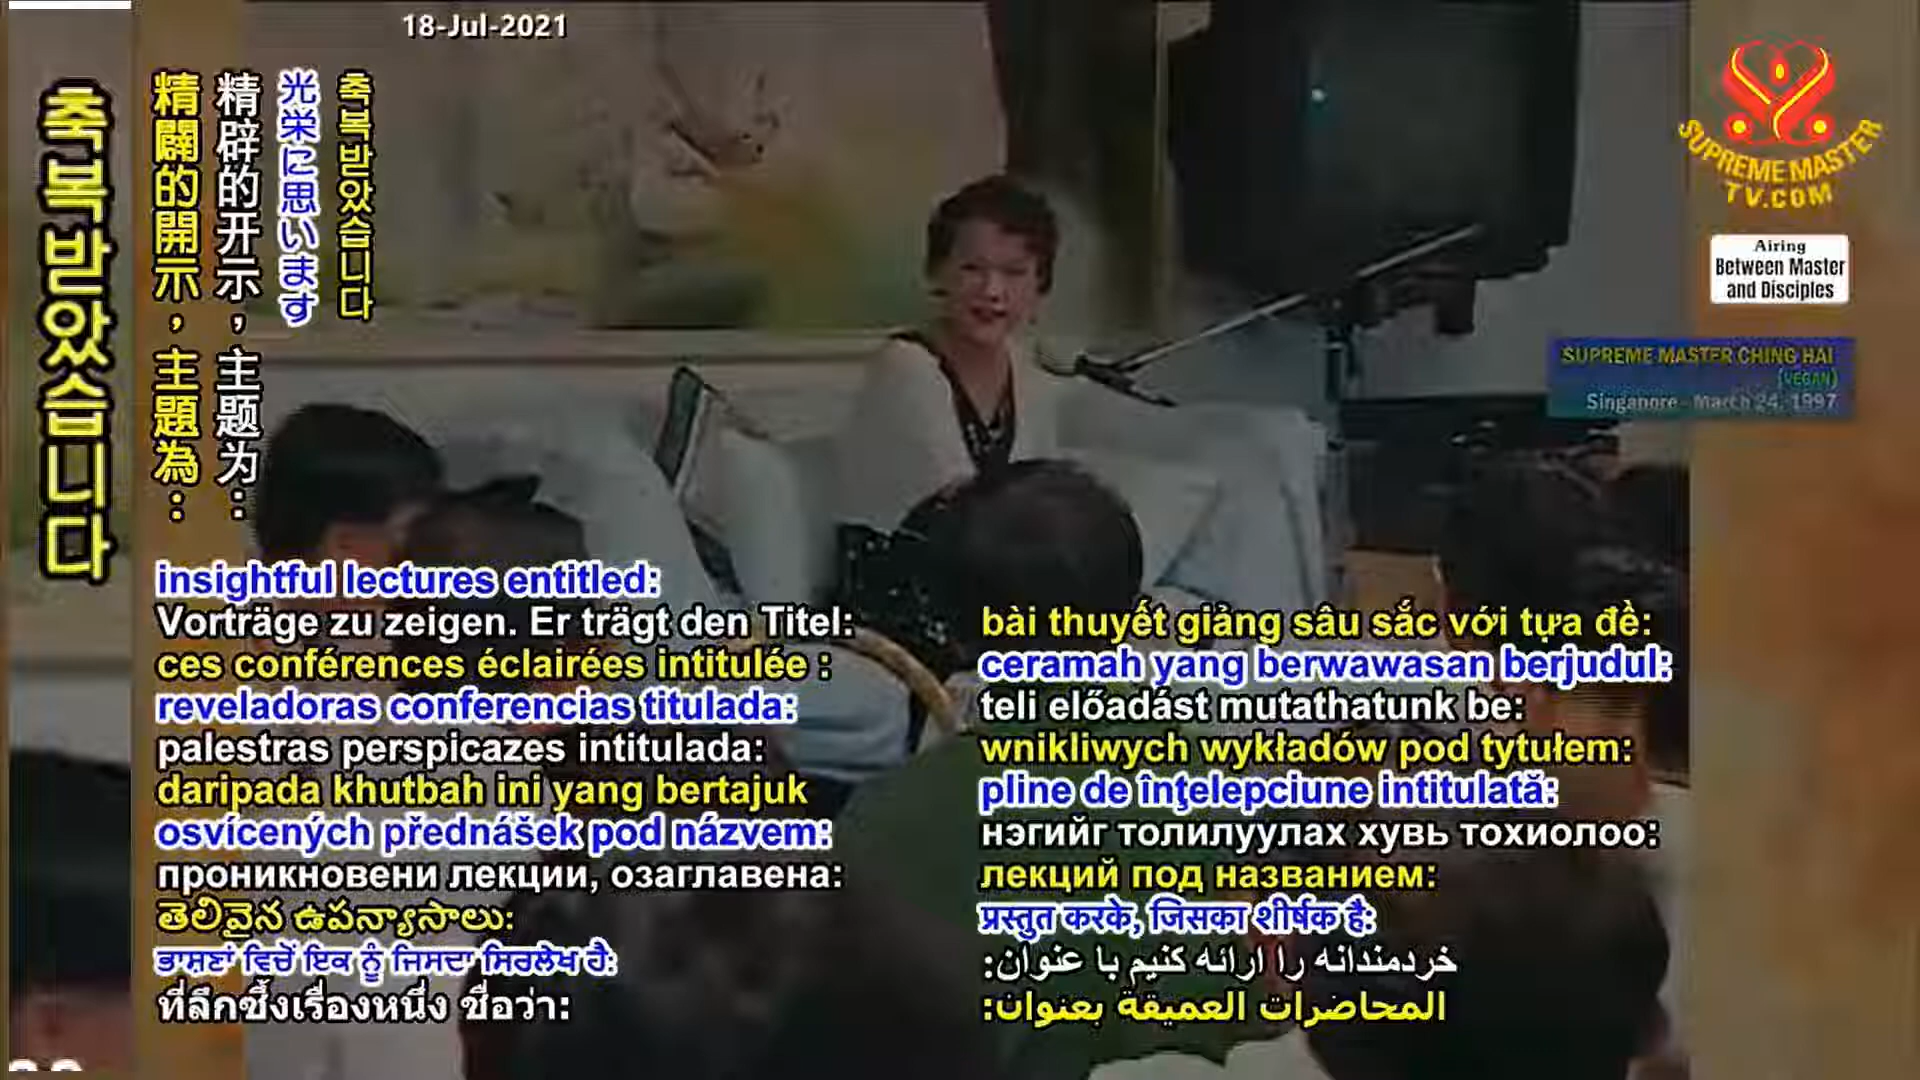 18-Jul-2021
축복받았습니다
精闢的開示，主題為：
精辟的开示，主题为：
光栄に思います
축복받았습니다
SUPREME MASTER
TV.COM
Airing
Between Master
and Disciples
SUPREME MASTER CHING HAI
(VEGAN)
Singapore - March 24, 1997
insightful lectures entitled:
Vorträge zu zeigen. Er trägt den Titel:
ces conférences éclairées intitulée :
reveladoras conferencias titulada:
palestras perspicazes intitulada:
daripada khutbah ini yang bertajuk
osvícených přednášek pod názvem:
проникновени лекции, озаглавена:
తెలివైన ఉపన్యాసాలు:
ਭਾਸ਼ਣਾਂ ਵਿਚੋਂ ਇਕ ਨੂੰ ਜਿਸਦਾ ਸਿਰਲੇਖ ਹੈ:
ที่ลึกซึ้งเรื่องหนึ่ง ชื่อว่า:
bài thuyết giảng sâu sắc với tựa đề:
ceramah yang berwawasan berjudul:
teli előadást mutathatunk be:
wnikliwych wykładów pod tytułem:
pline de înţelepciune intitulată:
нэгийг толилуулах хувь тохиолоо:
лекций под названием:
प्रस्तुत करके, जिसका शीर्षक है:
خردمندانه را ارائه کنیم با عنوان:
المحاضرات العميقة بعنوان: